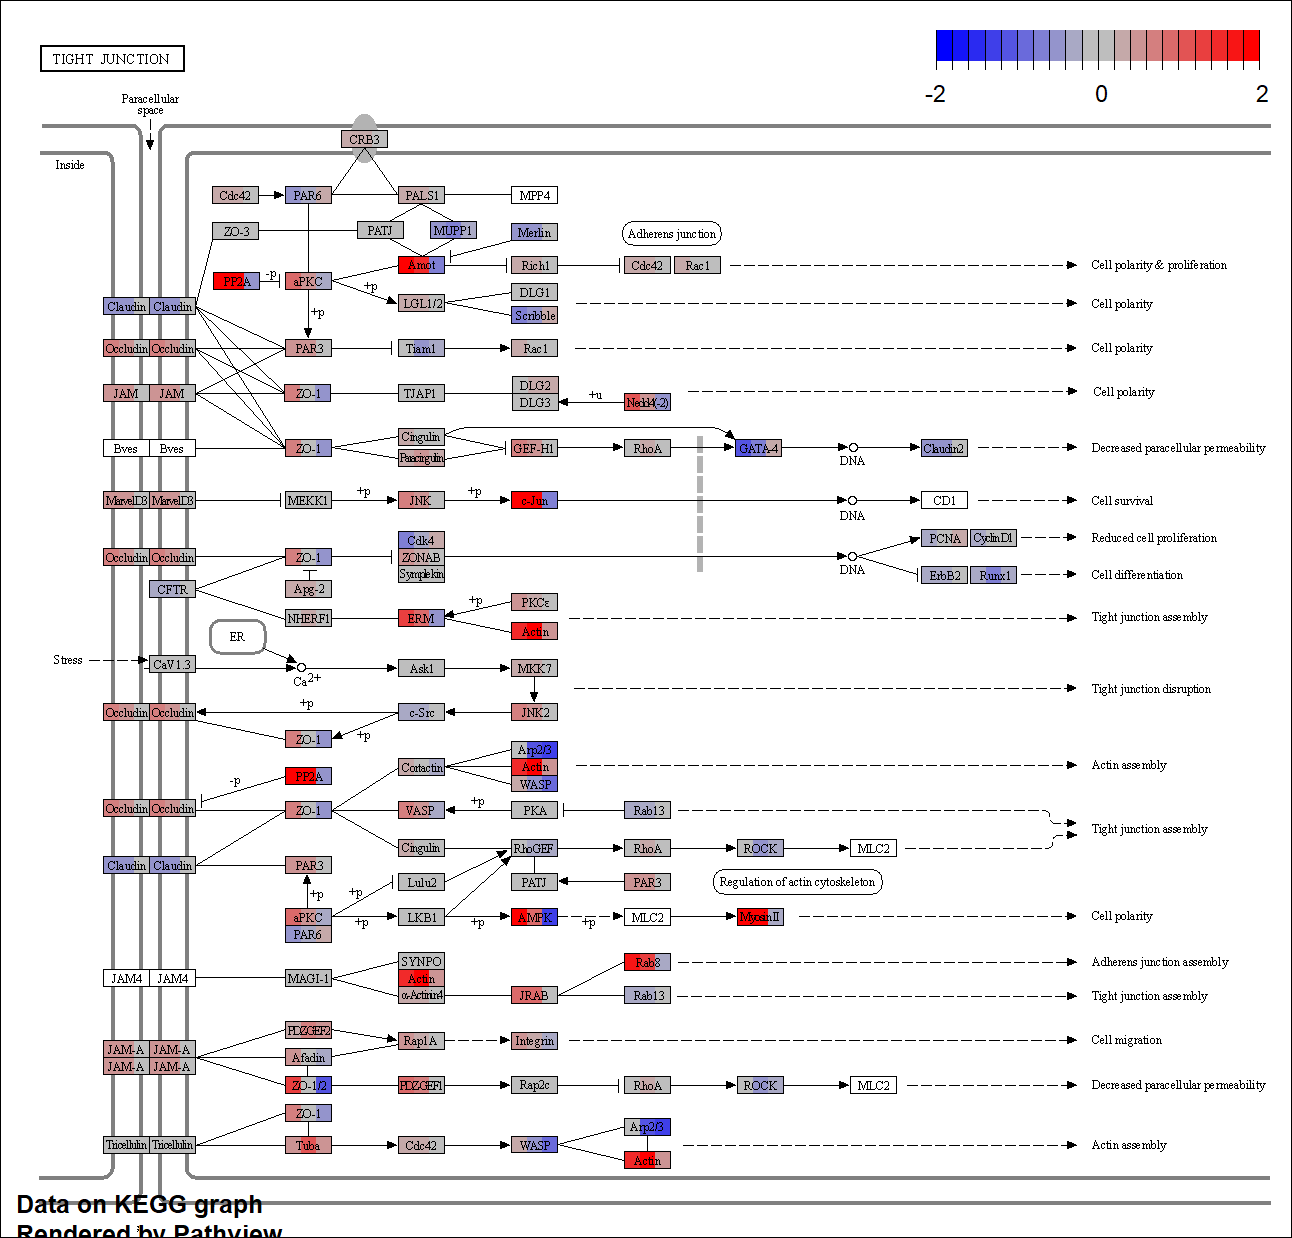 TIGHT JUNCTION
-2 0 2
Paracellular
space
CRB3
Inside
Cdc42 PAR6 PALS1 MPP4
ZO-3 PATJ MUPP1 Merlin Adherens junction
Amot Rich1 Cdc42 Rac1 Cell polarity & proliferation
PP2A -p aPKC +p
LGL1/2 DLG1 Cell polarity
Claudin Claudin +p Scribble
Occludin Occludin PAR3 Tiam1 Rac1 Cell polarity
JAM JAM ZO-1 TJAP1 DLG2 Cell polarity
DLG3 +u Nedd4(-2)
Cingulin
Bves Bves ZO-1 GEF-H1 RhoA GATA-4 DNA Claudin2 Decreased paracellular permeability
Paracingulin
MarvelD3 MarvelD3 MEKK1 +p JNK +p c-Jun DNA CD1 Cell survival
Cdk4 PCNA CyclinD1 Reduced cell proliferation
Occludin Occludin ZO-1 ZONAB DNA
Symplekin ErbB2 Runx1 Cell differentiation
CFTR Apg-2
NHERF1 ERM +p PKCε Tight junction assembly
Actin
ER
Stress CaV1.3 Ca2+ Ask1 MKK7
Tight junction disruption
Occludin Occludin +p c-Src JNK2
ZO-1 +p
Arp2/3
Cortactin Actin Actin assembly
PP2A -p WASP
Occludin Occludin ZO-1 VASP +p PKA Rab13
Tight junction assembly
Cingulin RhoGEF RhoA ROCK MLC2
Claudin Claudin PAR3
+p +p Lulu2 PATJ PAR3 Regulation of actin cytoskeleton
aPKC +p LKB1 +p AMPK +p MLC2 MyosinII Cell polarity
PAR6
SYNPO Rab8 Adherens junction assembly
JAM4 JAM4 MAGI-1 Actin
α-Actinin4 JRAB Rab13 Tight junction assembly
PDZGEF2
JAM-A JAM-A Rap1A Integrin Cell migration
JAM-A JAM-A Afadin
ZO-1/2 PDZGEF1 Rap2c RhoA ROCK MLC2 Decreased paracellular permeability
ZO-1
Arp2/3
Tricellulin Tricellulin Tuba Cdc42 WASP Actin assembly
Actin
Data on KEGG graph
Rendered by Pathview